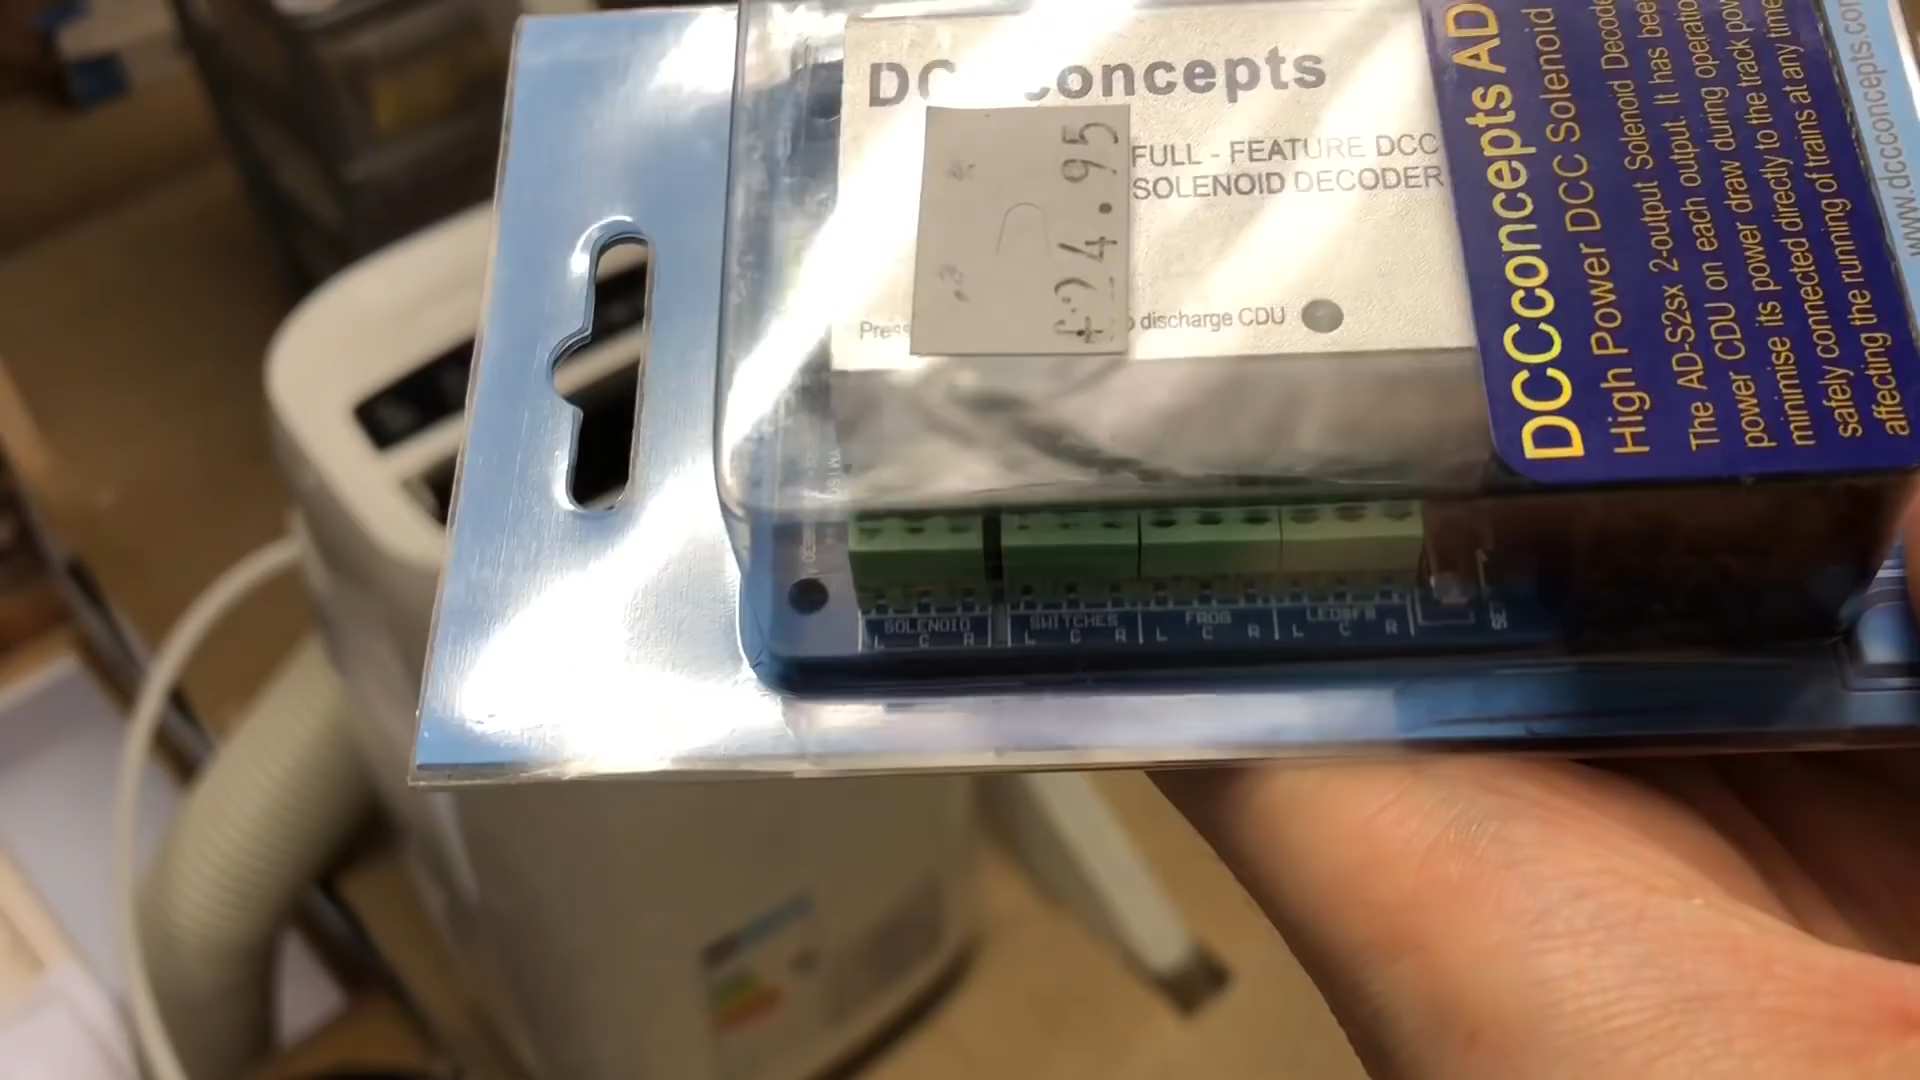 DC concepts
£24.95
FULL - FEATURE DCC
SOLENOID DECODER
Press
discharge CDU
DCCconcepts AD
High Power DCC Solenoid
The AD-S2sx 2-output Solenoid Decode
power CDU on each output. It has bee
minimise its power draw during operatio
safely connected directly to the track pow
affecting the running of trains at any time
www.dccconcepts.co
SOLENOID SWITCHES FROG
L C R L C R L C R L C R
SET